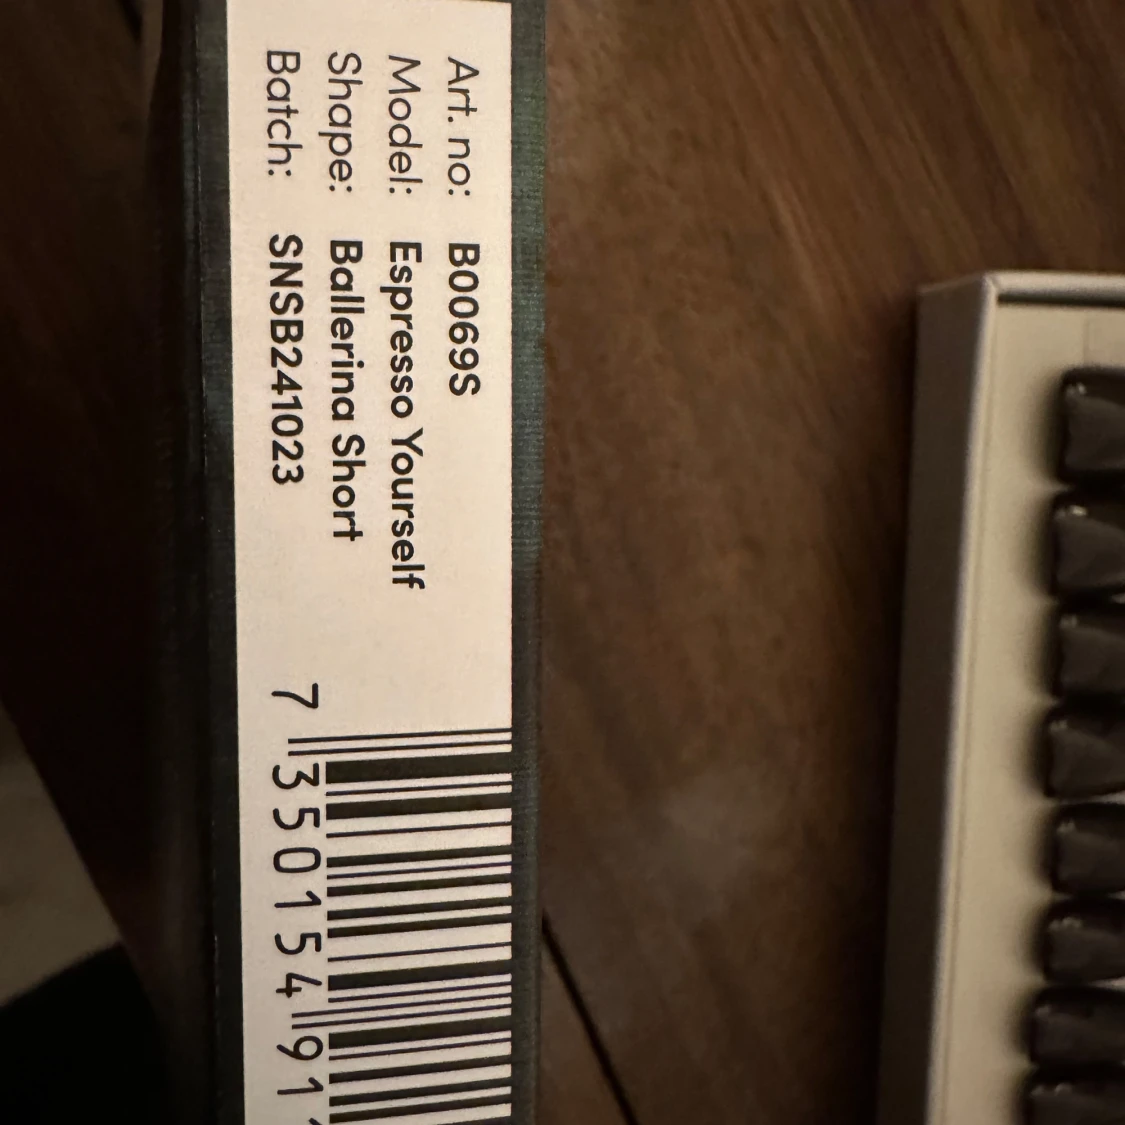 Art. no: B0069S
Model: Espresso Yourself
Shape: Ballerina Short
Batch: SNSB241023
7 350154 91